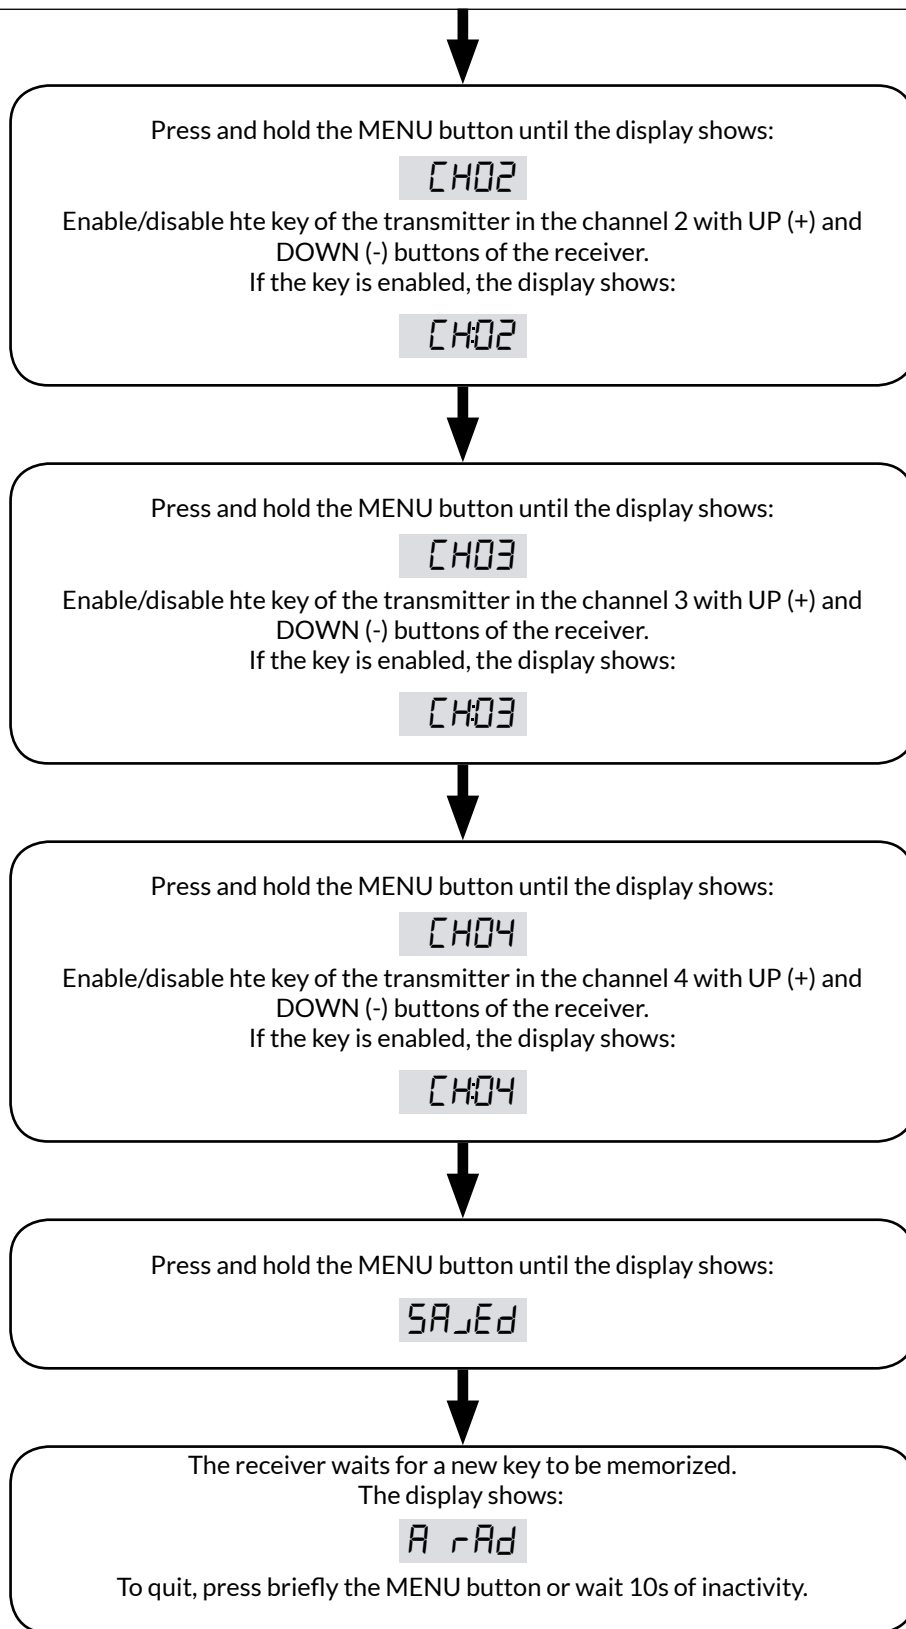 Press and hold the MENU button until the display shows:
CH02
Enable/disable hte key of the transmitter in the channel 2 with UP (+) and
DOWN (-) buttons of the receiver.
If the key is enabled, the display shows:
CH:02
Press and hold the MENU button until the display shows:
CH03
Enable/disable hte key of the transmitter in the channel 3 with UP (+) and
DOWN (-) buttons of the receiver.
If the key is enabled, the display shows:
CH:03
Press and hold the MENU button until the display shows:
CH04
Enable/disable hte key of the transmitter in the channel 4 with UP (+) and
DOWN (-) buttons of the receiver.
If the key is enabled, the display shows:
CH:04
Press and hold the MENU button until the display shows:
SAvEd
The receiver waits for a new key to be memorized.
The display shows:
A rAd
To quit, press briefly the MENU button or wait 10s of inactivity.